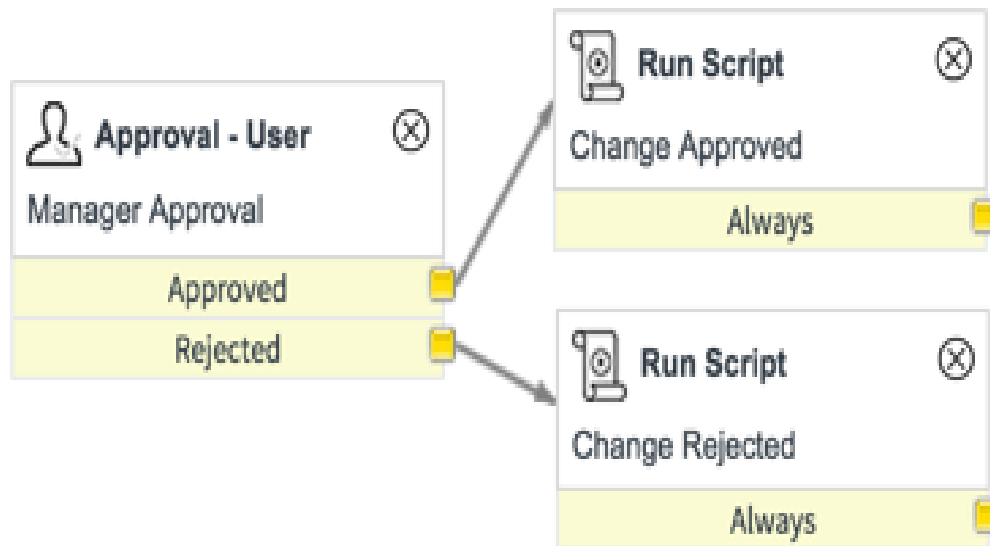 Approval - User
Manager Approval
Approved
Rejected
Run Script
Change Approved
Always
Run Script
Change Rejected
Always